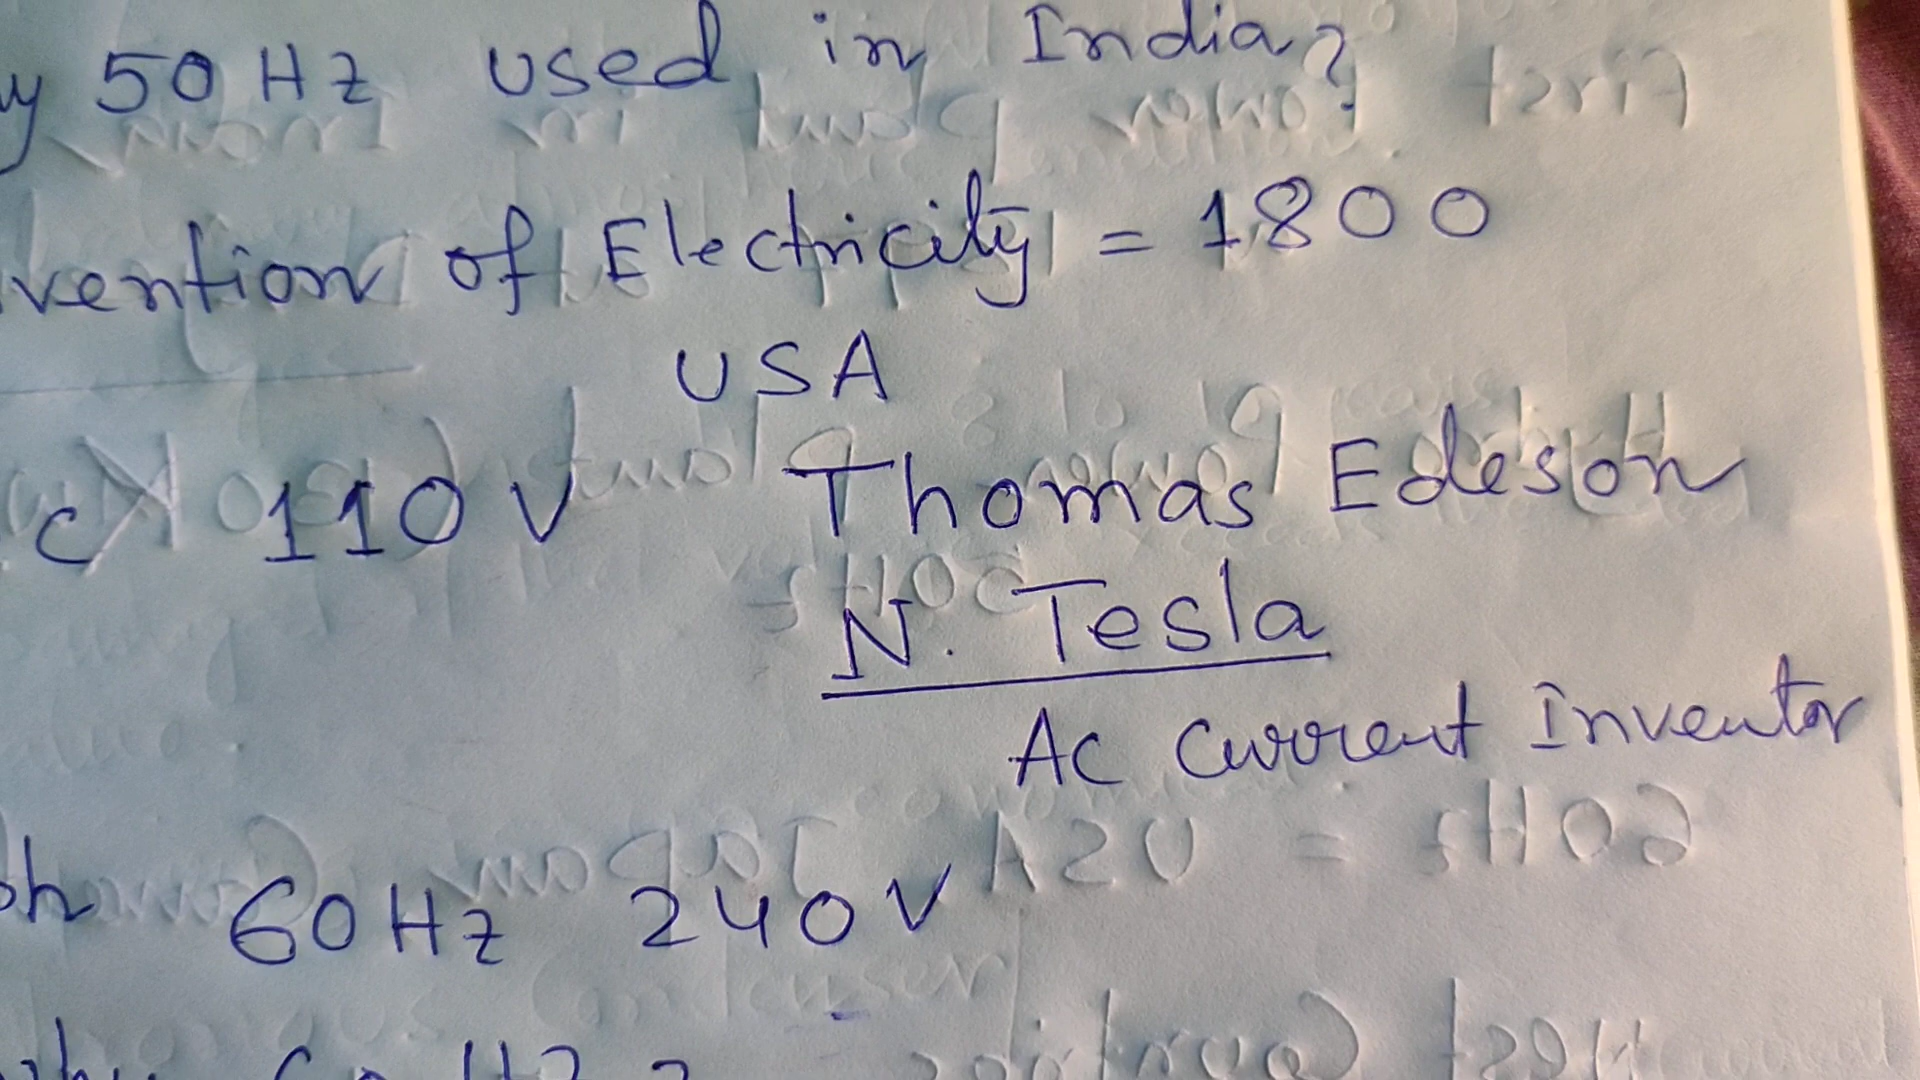 y 50 Hz used in India?
vention of Electricity = 1800
USA
c 110 V Thomas Edeson
N. Tesla
Ac Current Inventor
60 Hz 240 V